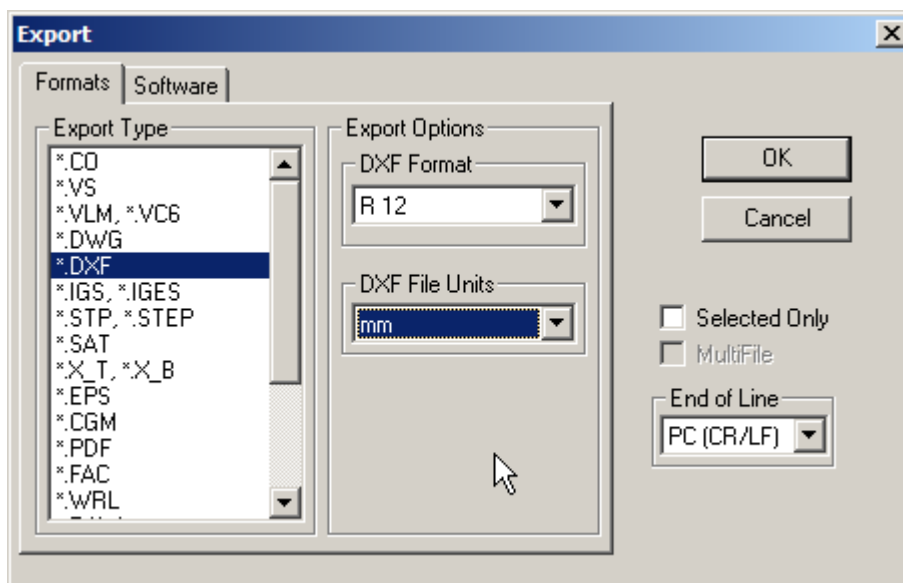 Export
Formats
Software
Export Type
*.CO
*.VS
*.VLM, *.VC6
*.DWG
*.DXF
*.IGS, *.IGES
*.STP, *.STEP
*.SAT
*.X_T, *.X_B
*.EPS
*.CGM
*.PDF
*.FAC
*.WRL
Export Options
DXF Format
R 12
DXF File Units
mm
OK
Cancel
Selected Only
MultiFile
End of Line
PC (CR/LF)